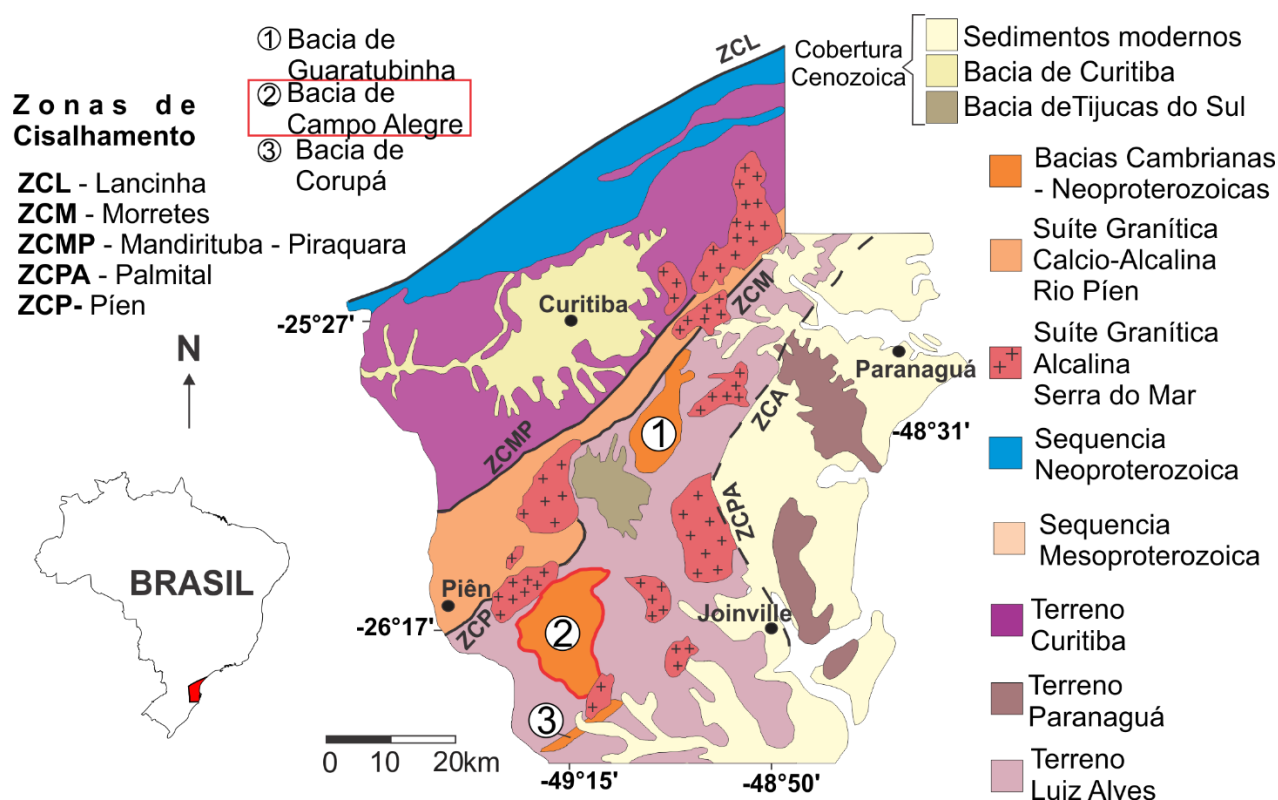 ① Bacia de
Guaratubinha
② Bacia de
Campo Alegre
③ Bacia de
Corupá
Zonas de
Cisalhamento
ZCL - Lancinha
ZCM - Morretes
ZCMP - Mandirituba - Piraquara
ZCPA - Palmital
ZCP- Píen
N
BRASIL
ZCL
Curitiba
-25°27'
ZCM
Paranaguá
ZCA
-48°31'
1
ZCMP
ZCPA
Piên
Joinville
-26°17'
ZCP
2
3
0 10 20km
-49°15'
-48°50'
Cobertura
Cenozoica
Sedimentos modernos
Bacia de Curitiba
Bacia deTijucas do Sul
Bacias Cambrianas
- Neoproterozoicas
Suíte Granítica
Calcio-Alcalina
Rio Píen
Suíte Granítica
Alcalina
Serra do Mar
Sequencia
Neoproterozoica
Sequencia
Mesoproterozoica
Terreno
Curitiba
Terreno
Paranaguá
Terreno
Luiz Alves